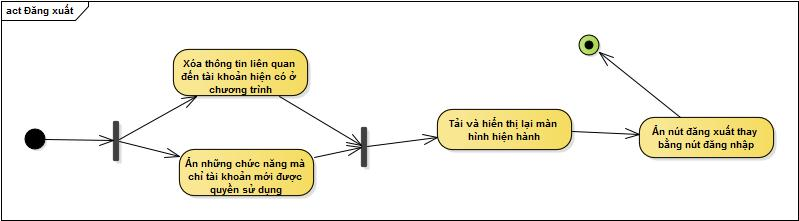 act Đăng xuất
Xóa thông tin liên quan
đến tài khoản hiện có ở
chương trình
Ẩn những chức năng mà
chỉ tài khoản mới được
quyền sử dụng
Tải và hiển thị lại màn
hình hiện hành
Ẩn nút đăng xuất thay
bằng nút đăng nhập